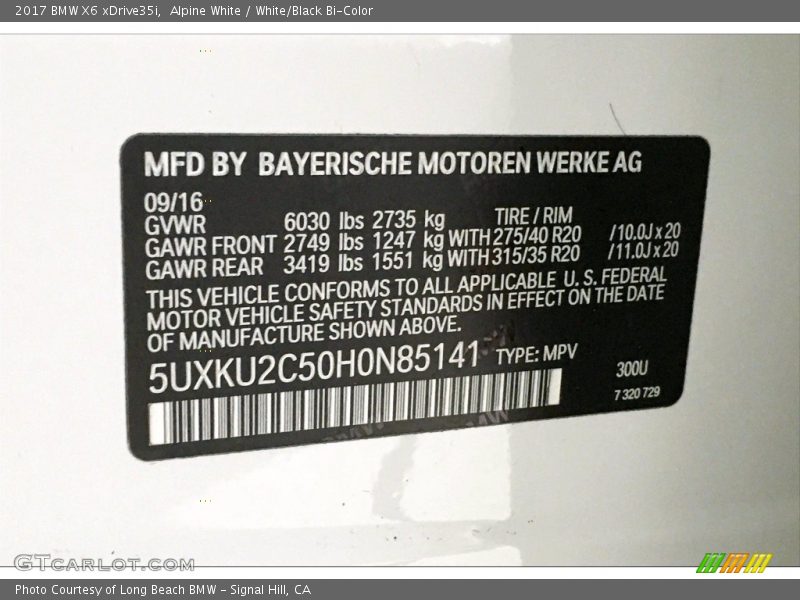 2017 BMW X6 xDrive35i, Alpine White / White/Black Bi-Color
MFD BY BAYERISCHE MOTOREN WERKE AG
09/16
GVWR 6030 lbs 2735 kg TIRE / RIM
GAWR FRONT 2749 lbs 1247 kg WITH 275/40 R20 /10.0J x 20
GAWR REAR 3419 lbs 1551 kg WITH 315/35 R20 /11.0J x 20
THIS VEHICLE CONFORMS TO ALL APPLICABLE U.S. FEDERAL
MOTOR VEHICLE SAFETY STANDARDS IN EFFECT ON THE DATE
OF MANUFACTURE SHOWN ABOVE.
5UXKU2C50H0N85141 TYPE: MPV
300U
7 320 729
GTCARLOT.COM
Photo Courtesy of Long Beach BMW - Signal Hill, CA